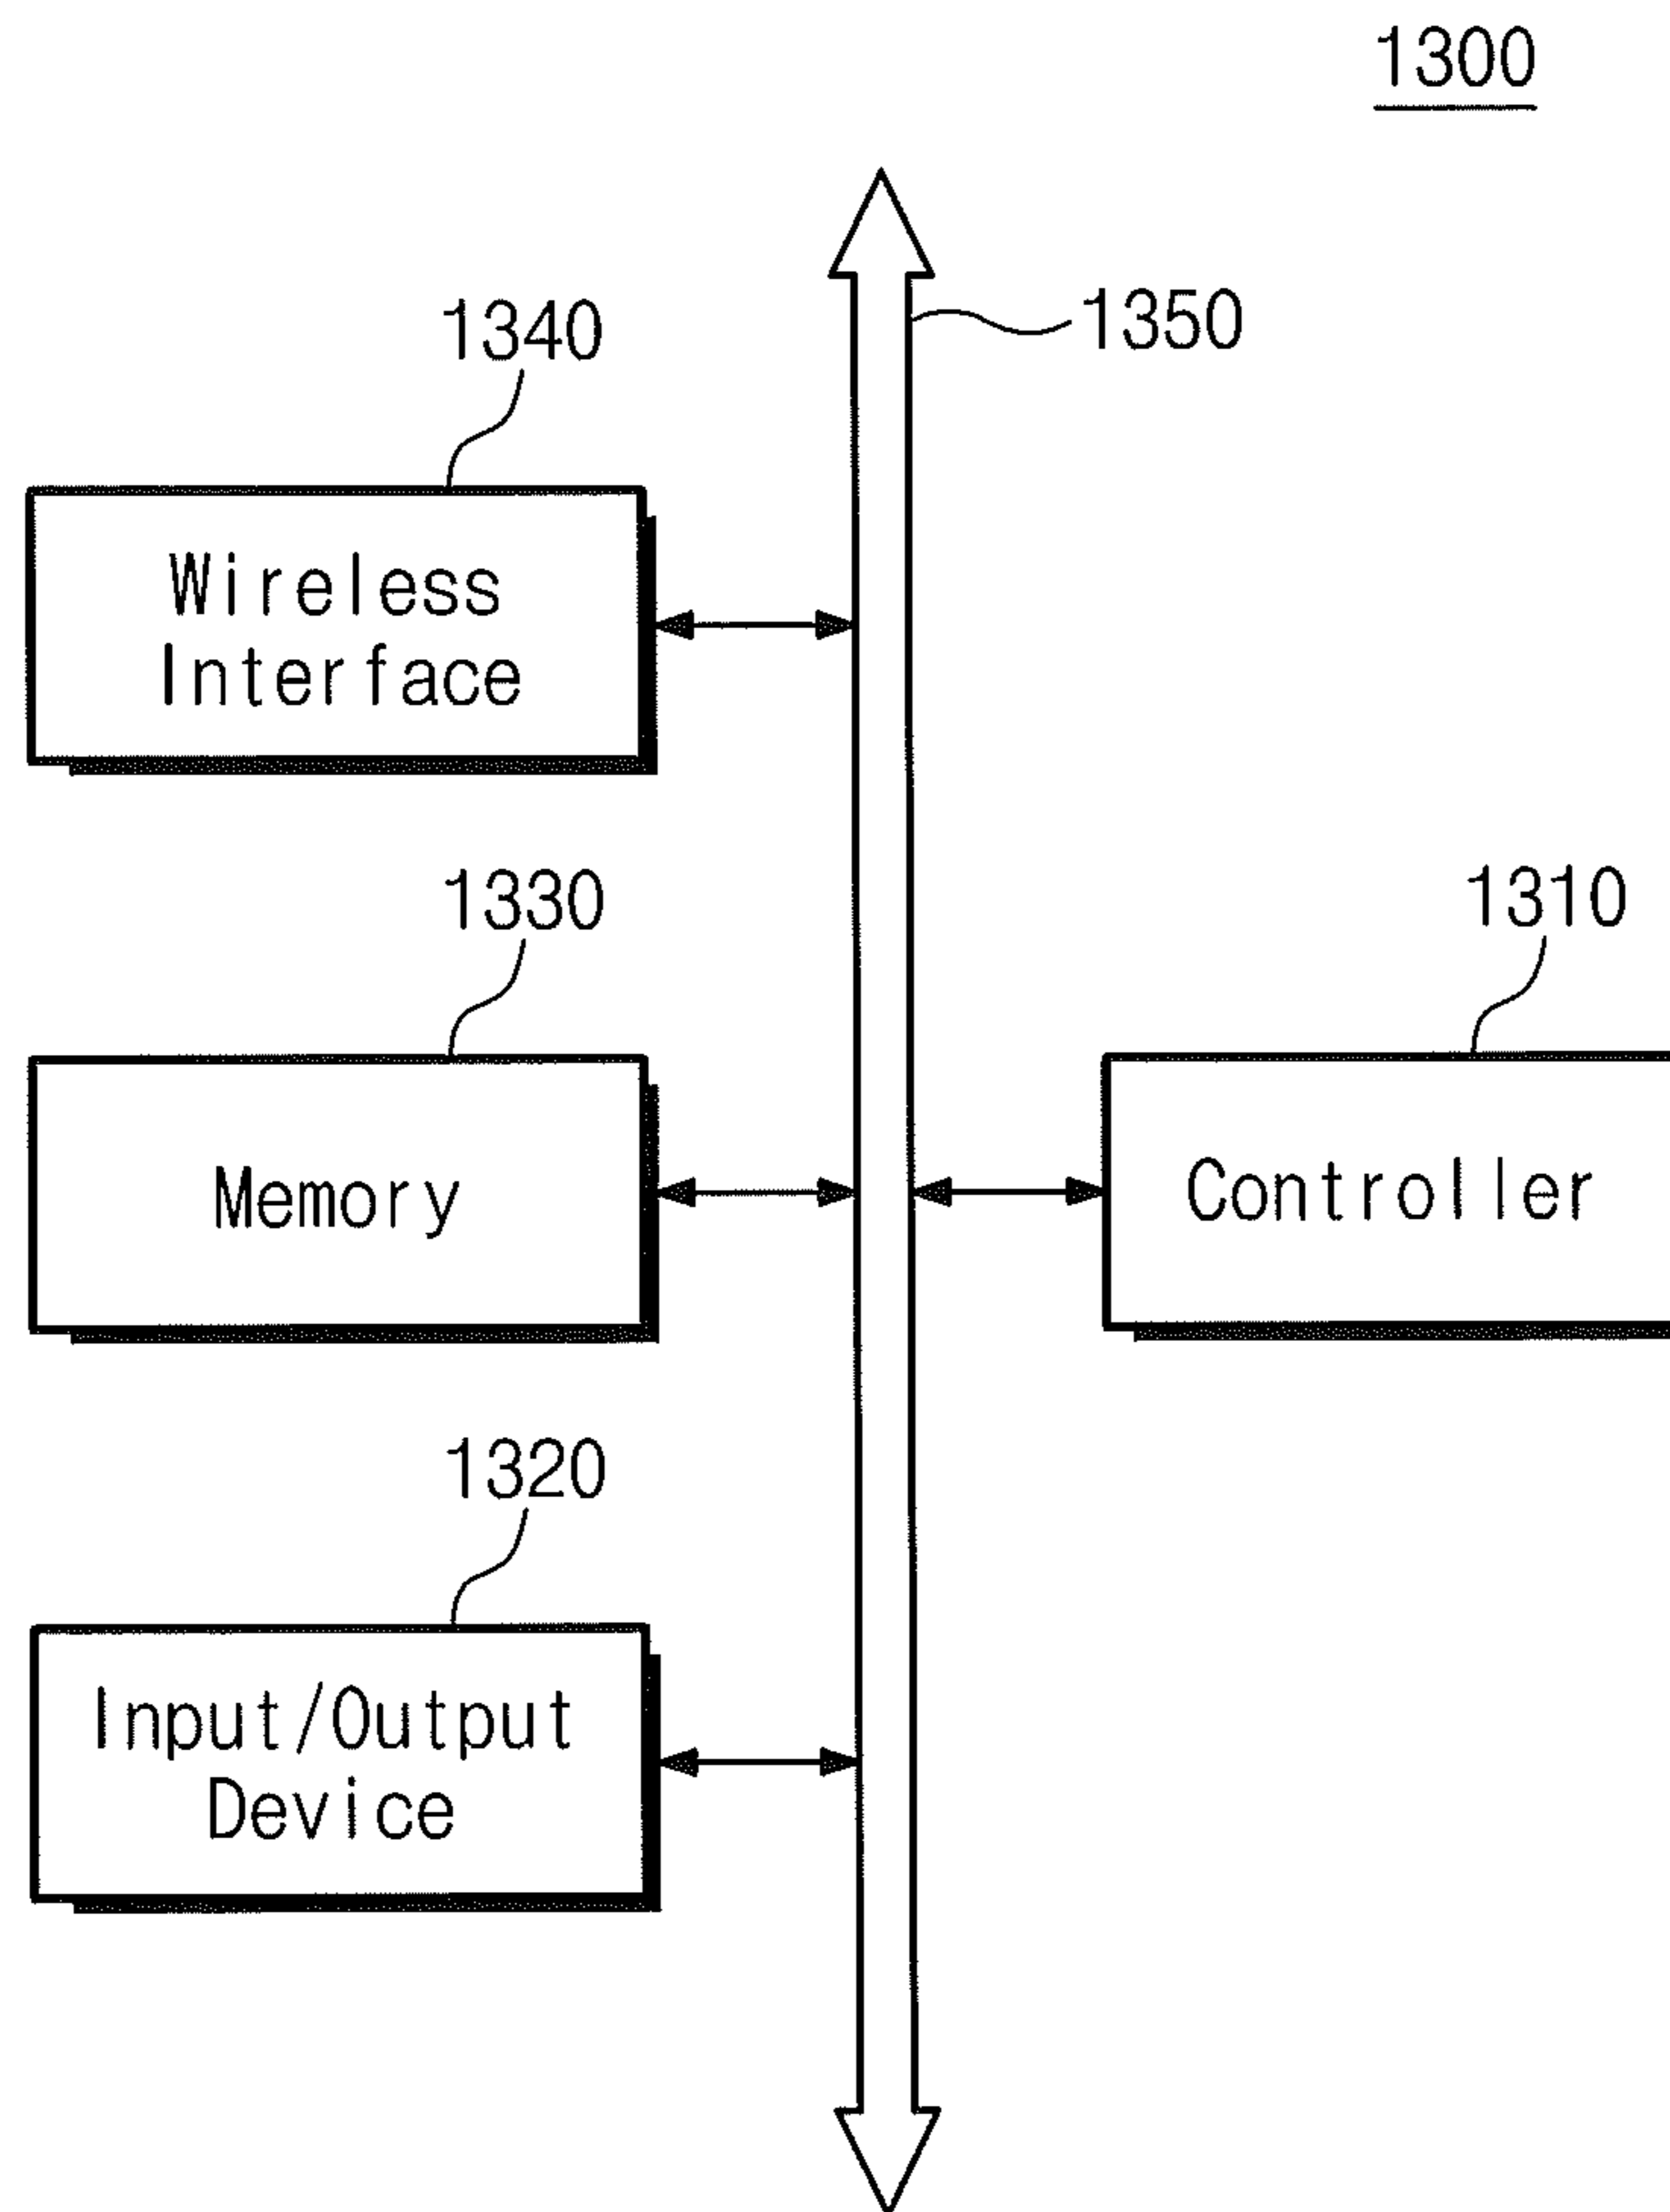 1300
1340
1350
Wireless
Interface
1330
1310
Memory
Controller
1320
Input/Output
Device